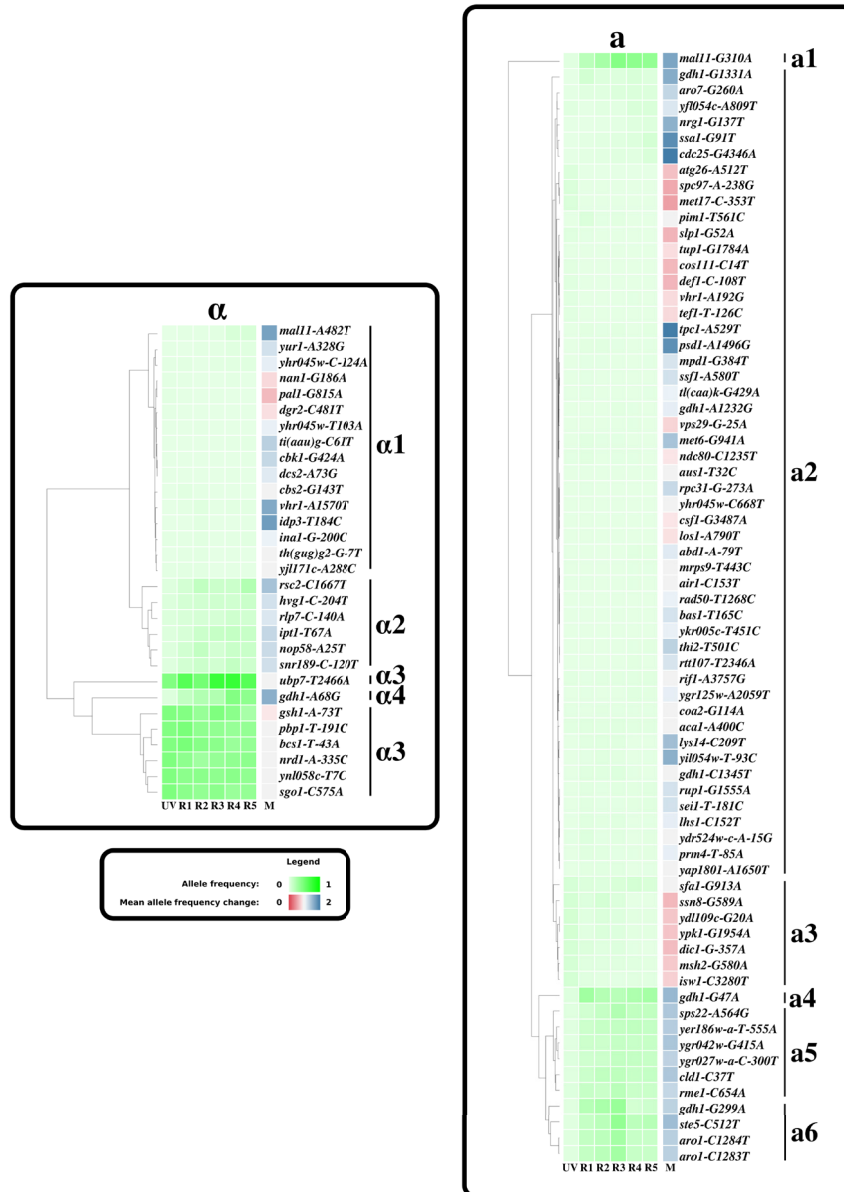 α
mal11-A482T
yur1-A328G
yhr045w-C-124A
nan1-G186A
pal1-G815A
dgr2-C481T
yhr045w-T103A
ti(aau)g-C61T
cbk1-G424A
dcs2-A73G
cbs2-G143T
vhr1-A1570T
idp3-T184C
ina1-G-200C
th(gug)g2-G-7T
yjl171c-A288C
α1
rsc2-C1667T
hvg1-C-204T
rlp7-C-140A
ipt1-T67A
nop58-A25T
snr189-C-120T
α2
ubp7-T2466A
α3
gdh1-A68G
α4
gsh1-A-73T
pbp1-T-191C
bcs1-T-43A
nrd1-A-335C
ynl058c-T7C
sgo1-C575A
α3
UV R1 R2 R3 R4 R5 M
Legend
Allele frequency: 0 1
Mean allele frequency change: 0 2
a
mal11-G310A
a1
gdh1-G1331A
aro7-G260A
yfl054c-A809T
nrg1-G137T
ssa1-G91T
cdc25-G4346A
atg26-A512T
spc97-A-238G
met17-C-353T
pim1-T561C
slp1-G52A
tup1-G1784A
cos111-C14T
def1-C-108T
vhr1-A192G
tef1-T-126C
tpc1-A529T
psd1-A1496G
mpd1-G384T
ssf1-A580T
tl(caa)k-G429A
gdh1-A1232G
vps29-G-25A
met6-G941A
ndc80-C1235T
aus1-T32C
rpc31-G-273A
yhr045w-C668T
csf1-G3487A
los1-A790T
abd1-A-79T
mrps9-T443C
air1-C153T
rad50-T1268C
bas1-T165C
ykr005c-T451C
thi2-T501C
rtt107-T2346A
rif1-A3757G
ygr125w-A2059T
coa2-G114A
aca1-A400C
lys14-C209T
yil054w-T-93C
gdh1-C1345T
rup1-G1555A
sei1-T-181C
lhs1-C152T
ydr524w-c-A-15G
prm4-T-85A
yap1801-A1650T
a2
sfa1-G913A
ssn8-G589A
ydl109c-G20A
ypk1-G1954A
dic1-G-357A
msh2-G580A
isw1-C3280T
a3
gdh1-G47A
a4
sps22-A564G
yer186w-a-T-555A
ygr042w-G415A
ygr027w-a-C-300T
cld1-C37T
rme1-C654A
a5
gdh1-G299A
ste5-C512T
aro1-C1284T
aro1-C1283T
a6
UV R1 R2 R3 R4 R5 M